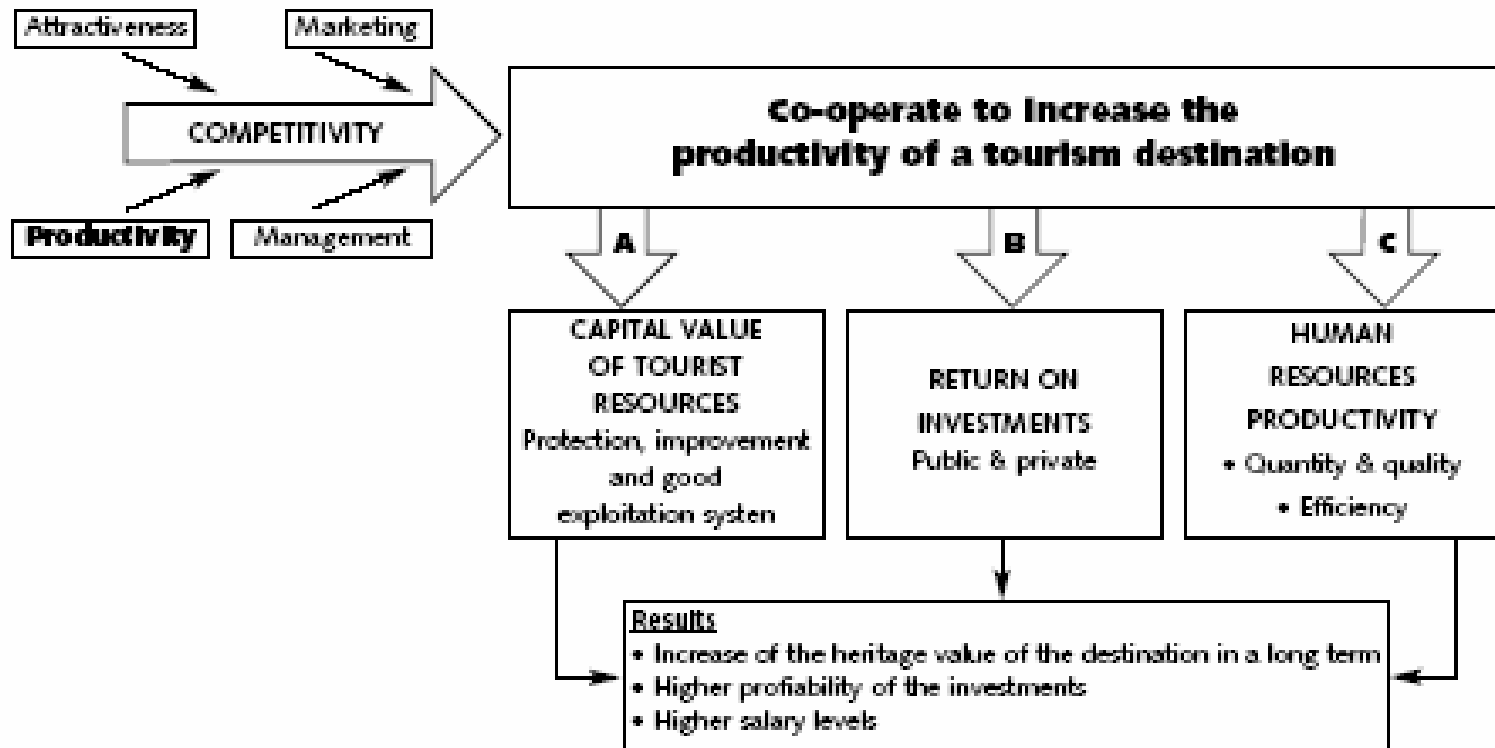 Attractiveness
Marketing
COMPETITIVITY
Productivity
Management
Co-operate to increase the
productivity of a tourism destination
A
B
C
CAPITAL VALUE
OF TOURIST
RESOURCES
Protection, improvement
and good
exploitation systen
RETURN ON
INVESTMENTS
Public & private
HUMAN
RESOURCES
PRODUCTIVITY
• Quantity & quality
• Efficiency
Results
• Increase of the heritage value of the destination in a long term
• Higher profiability of the investments
• Higher salary levels